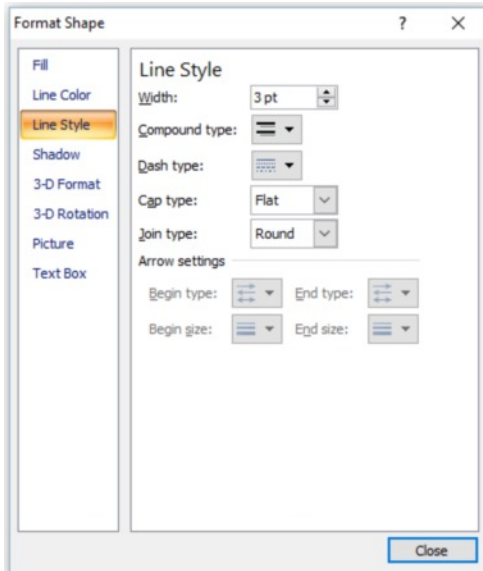 Format Shape ? X
Fill
Line Color
Line Style
Shadow
3-D Format
3-D Rotation
Picture
Text Box
Line Style
Width: 3 pt
Compound type:
Dash type:
Cap type: Flat
Join type: Round
Arrow settings
Begin type: End type:
Begin size: End size:
Close